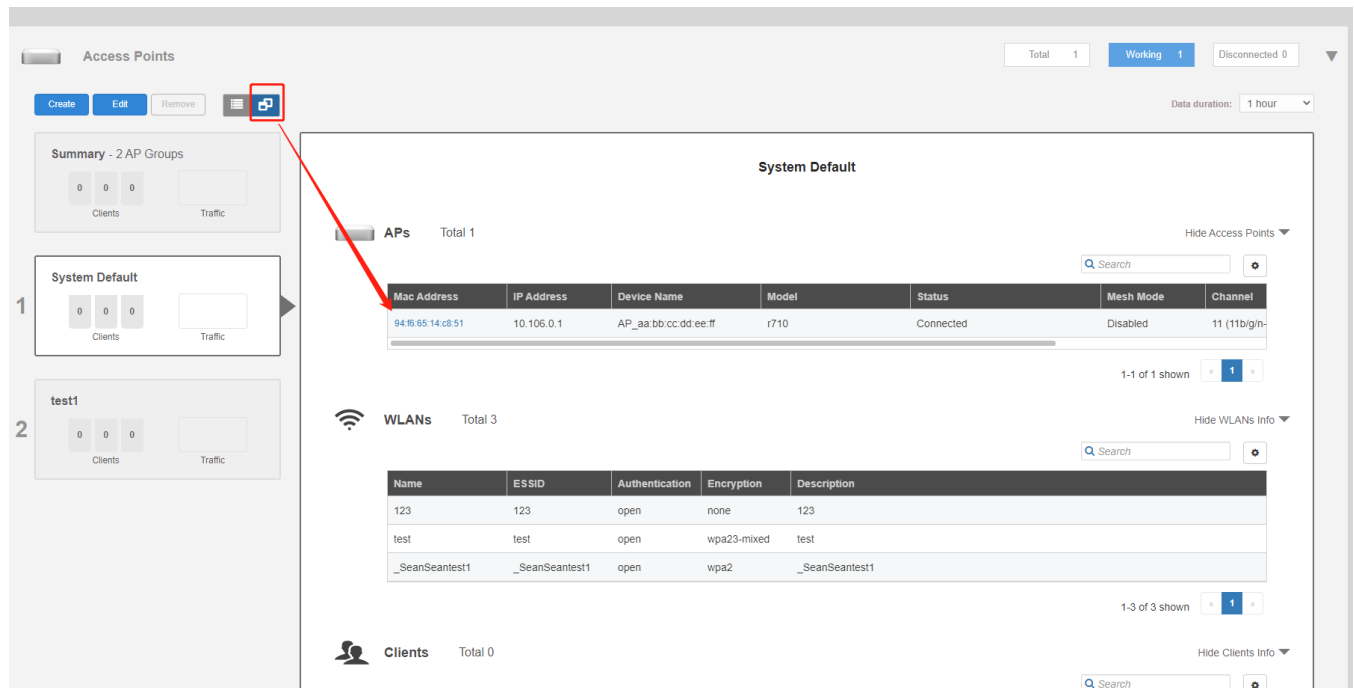 Access Points
Total 1 Working 1 Disconnected 0
Create Edit Remove
Data duration: 1 hour
Summary - 2 AP Groups
0 0 0
Clients Traffic
1
System Default
0 0 0
Clients Traffic
2
test1
0 0 0
Clients Traffic
System Default
APs Total 1
Hide Access Points
Search
Mac Address IP Address Device Name Model Status Mesh Mode Channel
94:f6:65:14:c8:51 10.106.0.1 AP_aa:bb:cc:dd:ee:ff r710 Connected Disabled 11 (11b/g/n-
1-1 of 1 shown « 1 »
WLANs Total 3
Hide WLANs Info
Search
Name ESSID Authentication Encryption Description
123 123 open none 123
test test open wpa23-mixed test
_SeanSeantest1 _SeanSeantest1 open wpa2 _SeanSeantest1
1-3 of 3 shown « 1 »
Clients Total 0
Hide Clients Info
Search